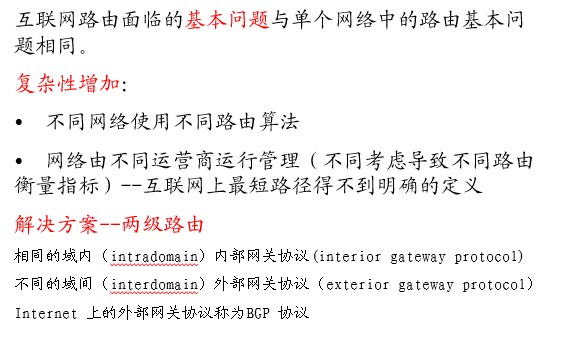 互联网路由面临的基本问题与单个网络中的路由基本问
题相同。
复杂性增加:
• 不同网络使用不同路由算法
• 网络由不同运营商运行管理（不同考虑导致不同路由
衡量指标）--互联网上最短路径得不到明确的定义
解决方案--两级路由
相同的域内（intradomain）内部网关协议(interior gateway protocol)
不同的域间（interdomain）外部网关协议（exterior gateway protocol）
Internet 上的外部网关协议称为BGP 协议